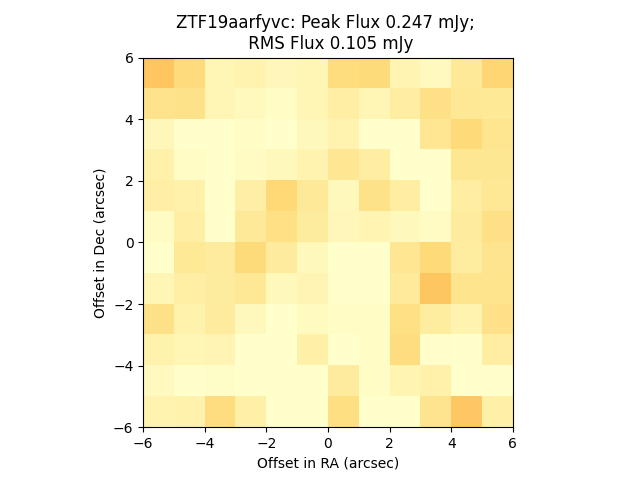 ZTF19aarfyvc: Peak Flux 0.247 mJy;
RMS Flux 0.105 mJy
6
4
2
0
−2
−4
−6
Offset in Dec (arcsec)
−6 −4 −2 0 2 4 6
Offset in RA (arcsec)